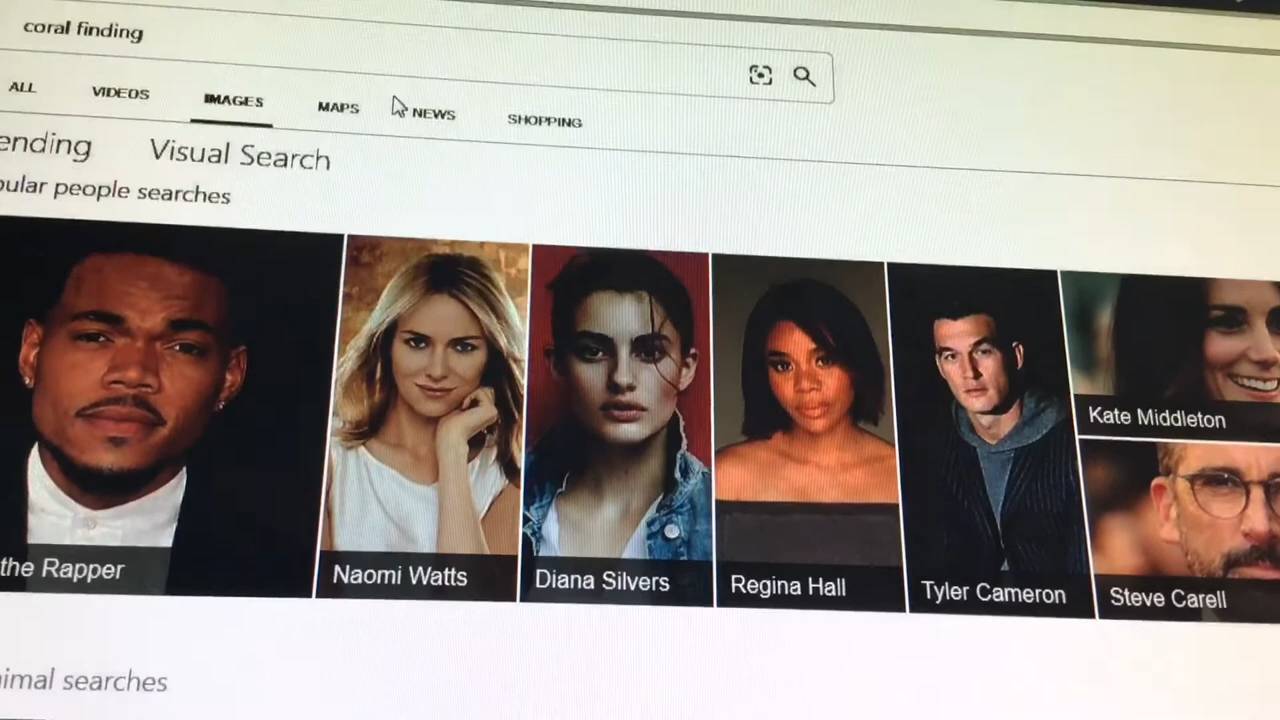 coral finding
ALL VIDEOS IMAGES MAPS NEWS SHOPPING
ending Visual Search
pular people searches
the Rapper
Naomi Watts
Diana Silvers
Regina Hall
Tyler Cameron
Kate Middleton
Steve Carell
imal searches